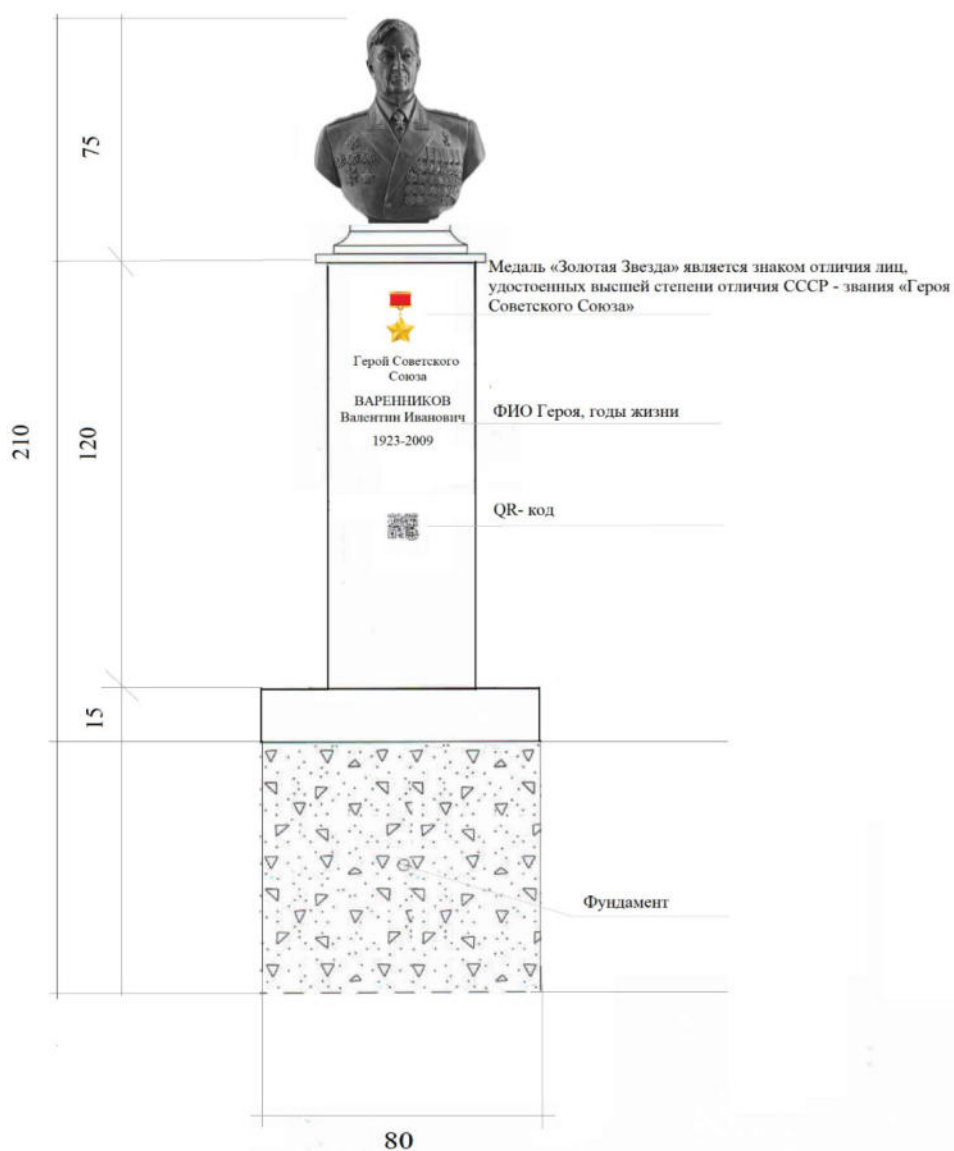 75
Медаль «Золотая Звезда» является знаком отличия лиц,
удостоенных высшей степени отличия СССР - звания «Героя
Советского Союза»
Герой Советского
Союза
ВАРЕННИКОВ
Валентин Иванович
1923-2009
ФИО Героя, годы жизни
210
120
QR- код
15
Фундамент
80